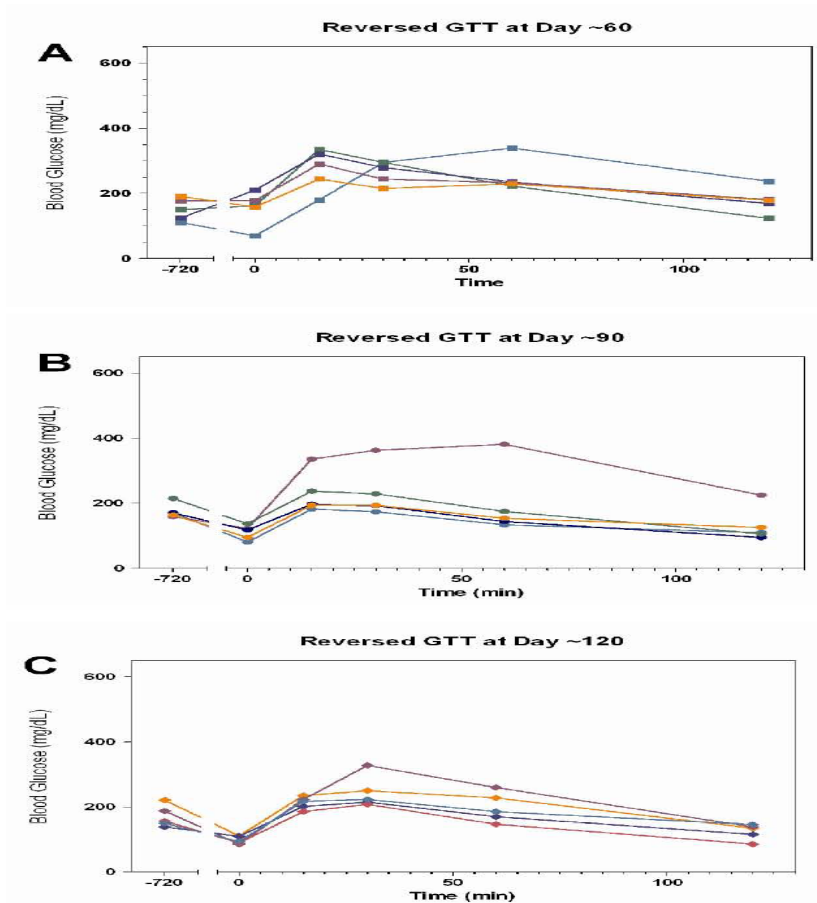 A
Reversed GTT at Day ~60
Blood Glucose (mg/dL)
600
400
200
0
-720 0 50 100
Time
B
Reversed GTT at Day ~90
Blood Glucose (mg/dL)
600
400
200
0
-720 0 50 100
Time (min)
C
Reversed GTT at Day ~120
Blood Glucose (mg/dL)
600
400
200
0
-720 0 50 100
Time (min)